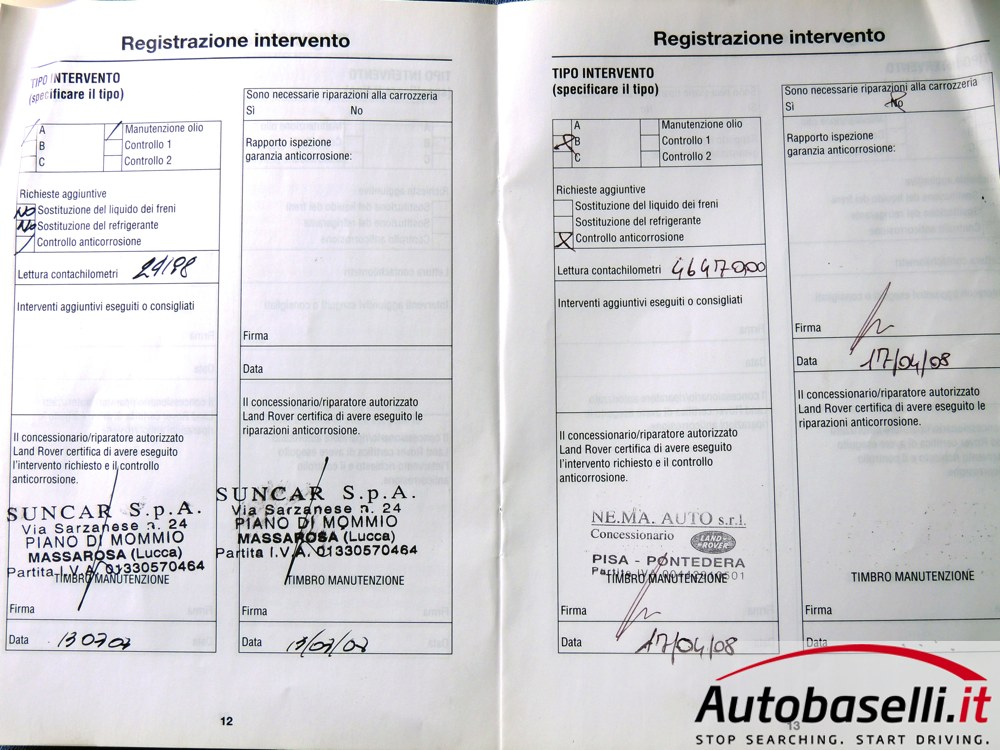 Registrazione intervento
TIPO INTERVENTO
(specificare il tipo)
A
B
C
Manutenzione olio
Controllo 1
Controllo 2
Richieste aggiuntive
NO Sostituzione del liquido dei freni
NO Sostituzione del refrigerante
Controllo anticorrosione
Lettura contachilometri
Interventi aggiuntivi eseguiti o consigliati
Il concessionario/riparatore autorizzato
Land Rover certifica di avere eseguito
l'intervento richiesto e il controllo
anticorrosione.
SUNCAR S.p.A.
Via Sarzanese n. 24
PIANO DI MOMMIO
MASSAROSA (Lucca)
Partita I.V.A. 01330570464
TIMBRO MANUTENZIONE
Firma
Data
Sono necessarie riparazioni alla carrozzeria
Sì No
Rapporto ispezione
garanzia anticorrosione:
Firma
Data
Il concessionario/riparatore autorizzato
Land Rover certifica di avere eseguito le
riparazioni anticorrosione.
SUNCAR S.p.A.
Via Sarzanese n. 24
PIANO DI MOMMIO
MASSAROSA (Lucca)
Partita I.V.A. 01330570464
TIMBRO MANUTENZIONE
Firma
Data
12
Registrazione intervento
TIPO INTERVENTO
(specificare il tipo)
A
B
C
Manutenzione olio
Controllo 1
Controllo 2
Richieste aggiuntive
Sostituzione del liquido dei freni
Sostituzione del refrigerante
X Controllo anticorrosione
Lettura contachilometri
Interventi aggiuntivi eseguiti o consigliati
Il concessionario/riparatore autorizzato
Land Rover certifica di avere eseguito
l'intervento richiesto e il controllo
anticorrosione.
NE.MA. AUTO s.r.l.
Concessionario LAND ROVER
PISA - PONTEDERA
TIMBRO MANUTENZIONE
Firma
Data 17/04/08
Sono necessarie riparazioni alla carrozzeria
Sì No
Rapporto ispezione
garanzia anticorrosione:
Firma
Data 17/04/08
Il concessionario/riparatore autorizzato
Land Rover certifica di avere eseguito le
riparazioni anticorrosione.
TIMBRO MANUTENZIONE
Firma
Data
13
Autobaselli.it
STOP SEARCHING. START DRIVING.